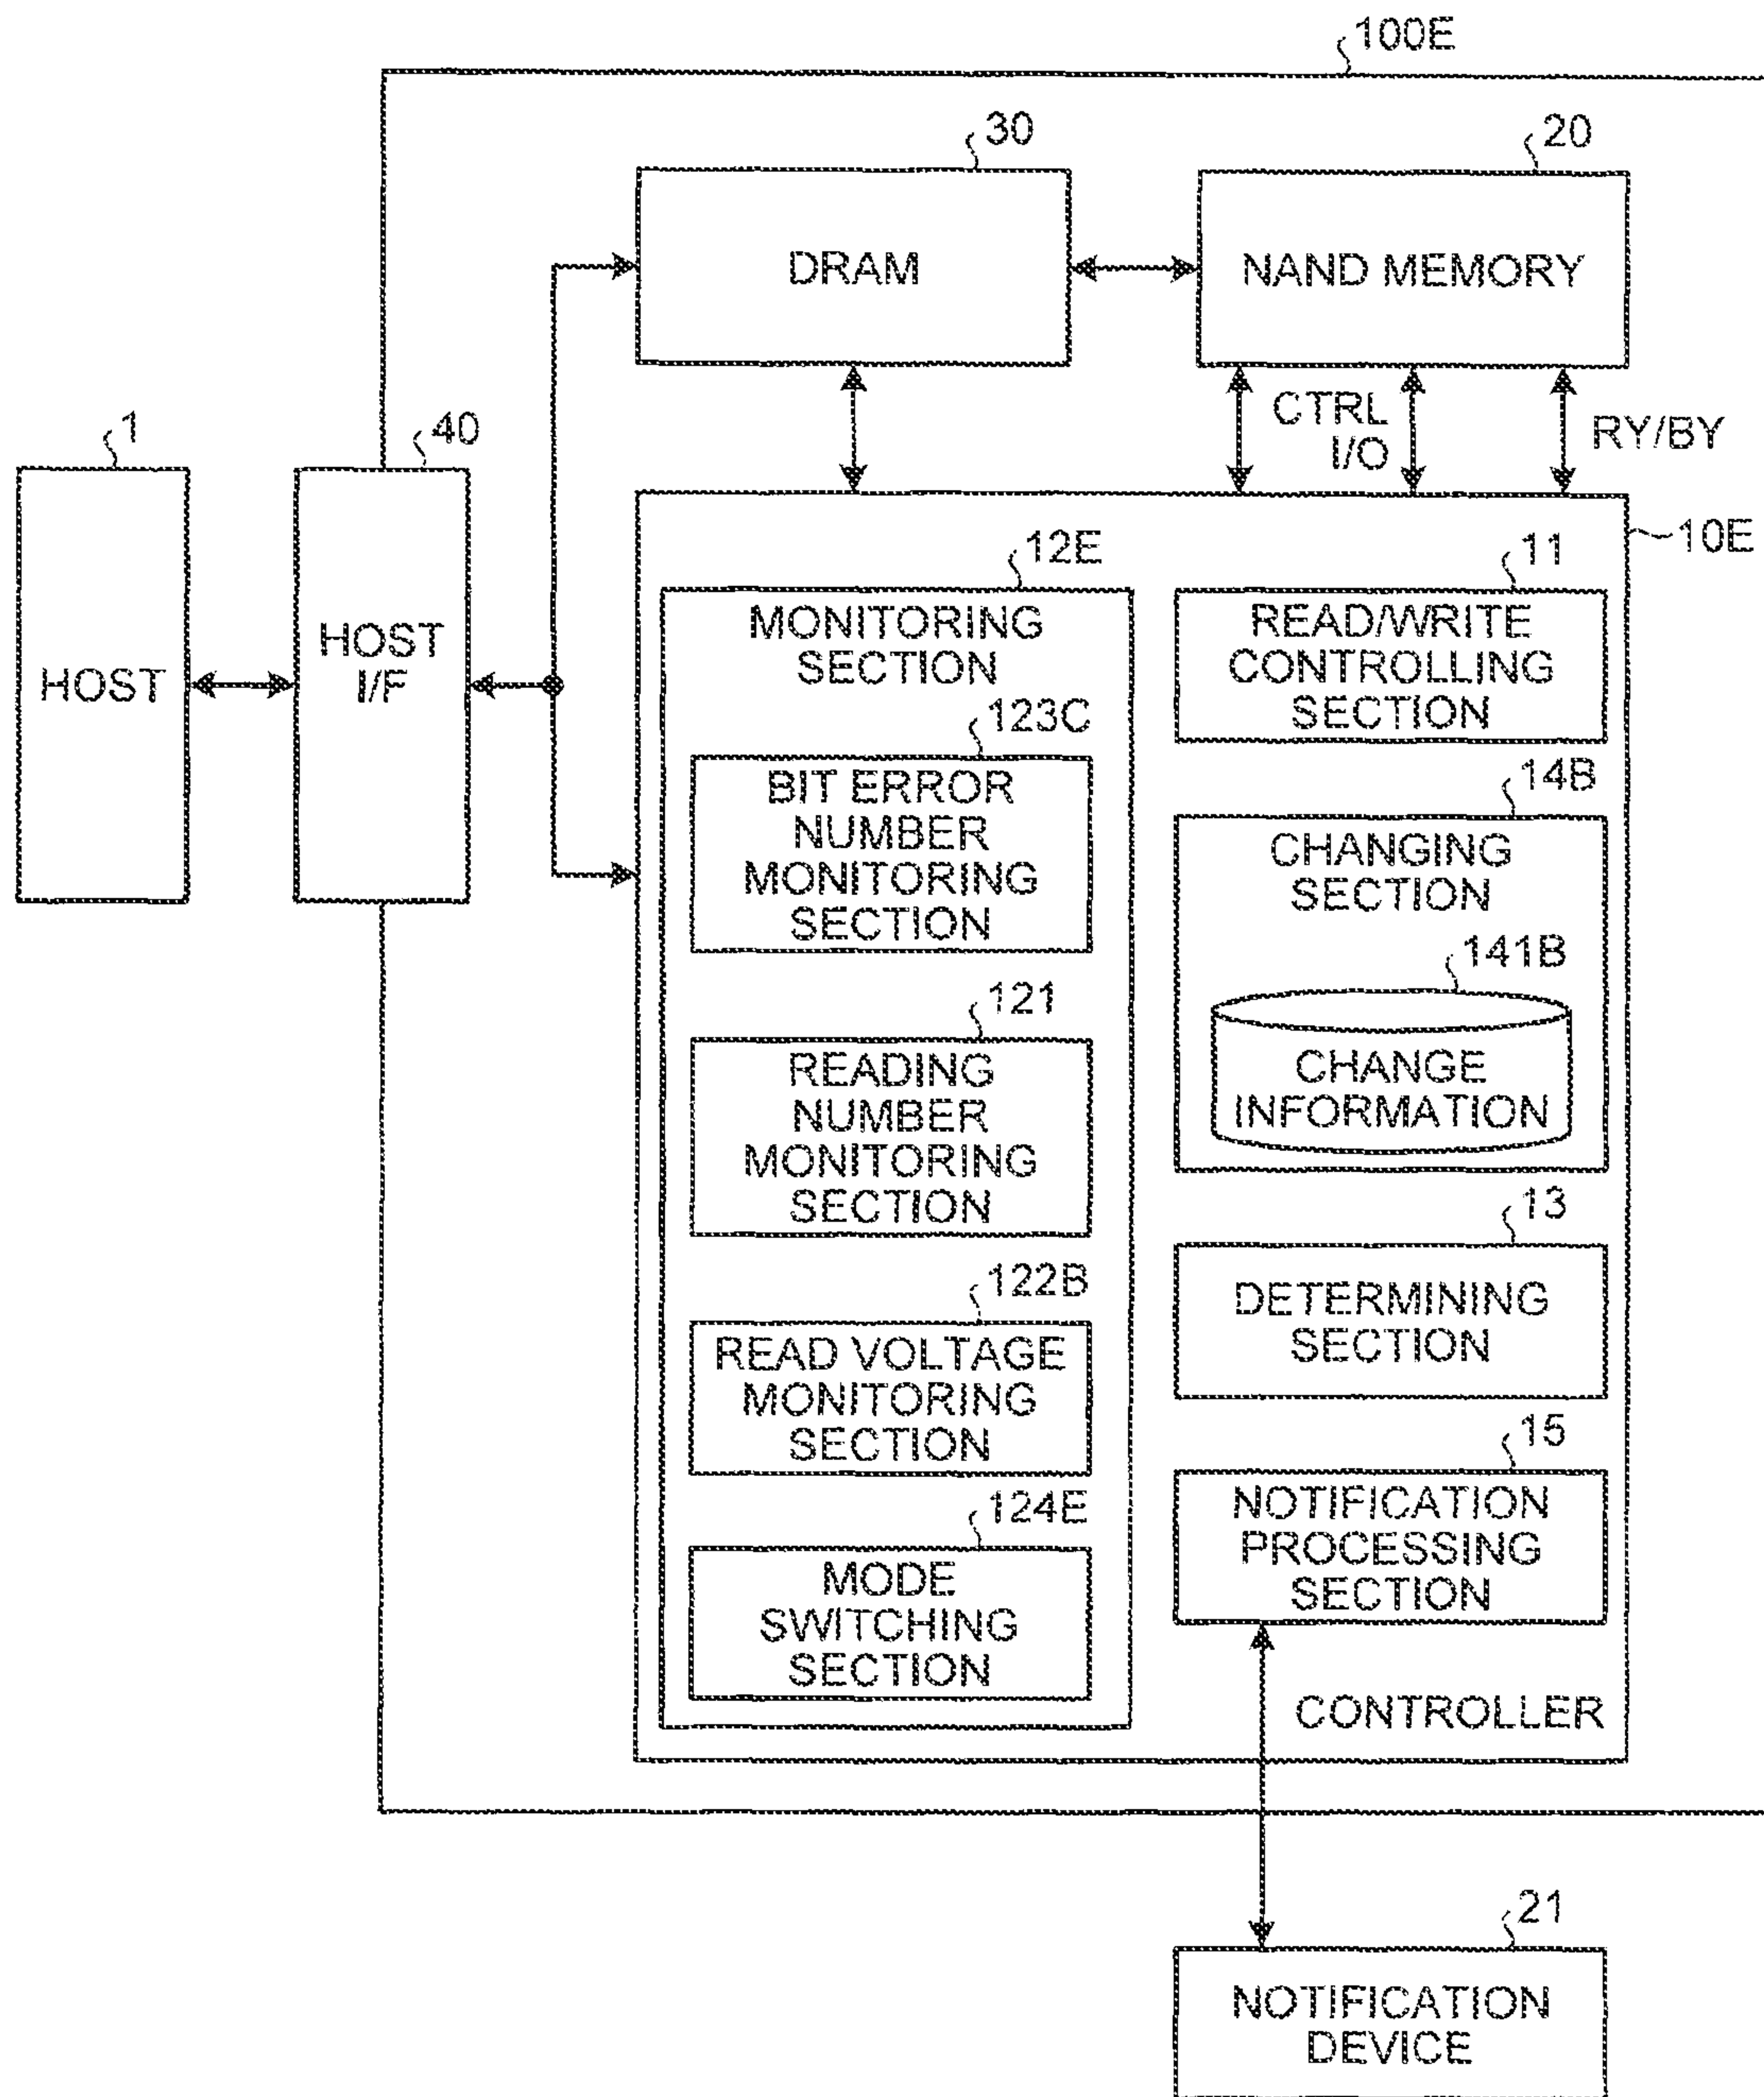 100E
30
20
DRAM
NAND MEMORY
CTRL
I/O
RY/BY
1
40
HOST
HOST
I/F
10E
12E
MONITORING
SECTION
123C
BIT ERROR
NUMBER
MONITORING
SECTION
121
READING
NUMBER
MONITORING
SECTION
122B
READ VOLTAGE
MONITORING
SECTION
124E
MODE
SWITCHING
SECTION
11
READ/WRITE
CONTROLLING
SECTION
14B
CHANGING
SECTION
141B
CHANGE
INFORMATION
13
DETERMINING
SECTION
15
NOTIFICATION
PROCESSING
SECTION
CONTROLLER
21
NOTIFICATION
DEVICE